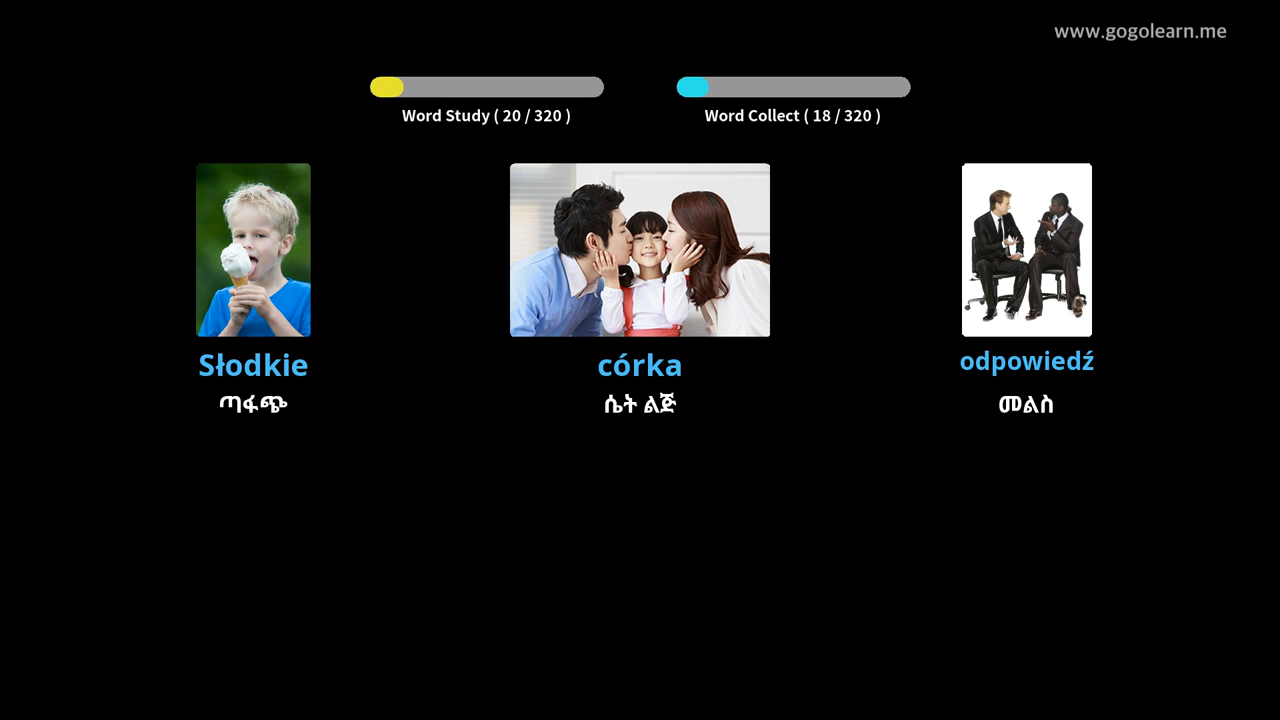 www.gogolearn.me
Word Study ( 20 / 320 )
Word Collect ( 18 / 320 )
Słodkie
córka
odpowiedź
ጣፋጭ
ሴት ልጅ
መልስ